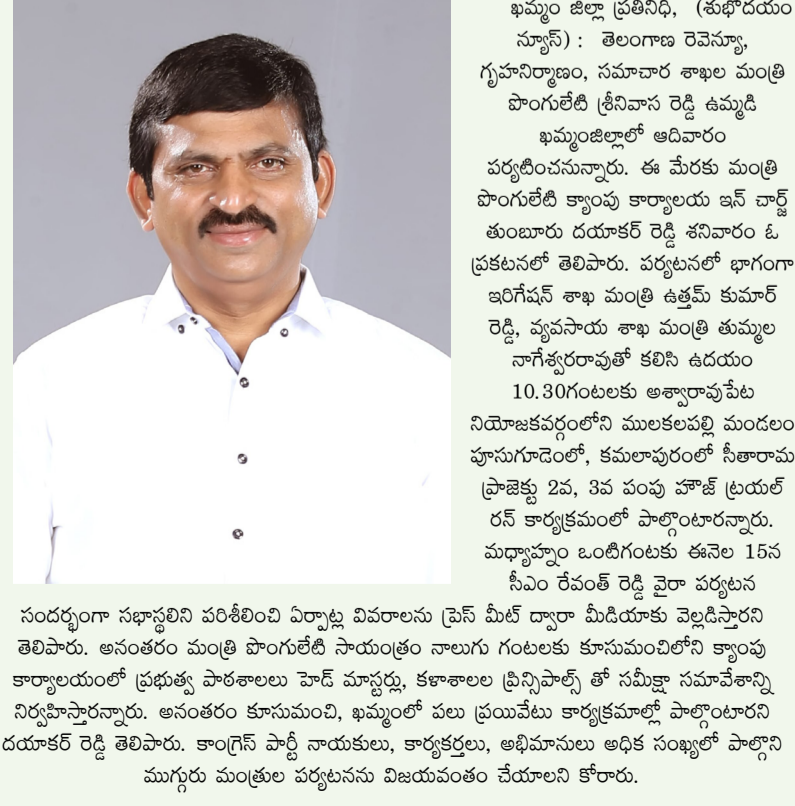 ఖమ్మం జిల్లా ప్రతినిధి, (శుభోదయం
న్యూస్) : తెలంగాణ రెవెన్యూ,
గృహనిర్మాణం, సమాచార శాఖల మంత్రి
పొంగులేటి శ్రీనివాస రెడ్డి ఉమ్మడి
ఖమ్మంజిల్లాలో ఆదివారం
పర్యటించనున్నారు. ఈ మేరకు మంత్రి
పొంగులేటి క్యాంపు కార్యాలయ ఇన్ చార్జ్
తుంబూరు దయాకర్ రెడ్డి శనివారం ఓ
ప్రకటనలో తెలిపారు. పర్యటనలో భాగంగా
ఇరిగేషన్ శాఖ మంత్రి ఉత్తమ్ కుమార్
రెడ్డి, వ్యవసాయ శాఖ మంత్రి తుమ్మల
నాగేశ్వరరావుతో కలిసి ఉదయం
10.30గంటలకు అశ్వారావుపేట
నియోజకవర్గంలోని ములకలపల్లి మండలం
పూసుగూడెంలో, కమలాపురంలో సీతారామ
ప్రాజెక్టు 2వ, 3వ పంపు హౌజ్ ట్రయల్
రన్ కార్యక్రమంలో పాల్గొంటారన్నారు.
మధ్యాహ్నం ఒంటిగంటకు ఈనెల 15న
సీఎం రేవంత్ రెడ్డి వైరా పర్యటన
సందర్భంగా సభాస్థలిని పరిశీలించి ఏర్పాట్ల వివరాలను ప్రెస్ మీట్ ద్వారా మీడియాకు వెల్లడిస్తారని
తెలిపారు. అనంతరం మంత్రి పొంగులేటి సాయంత్రం నాలుగు గంటలకు కూసుమంచిలోని క్యాంపు
కార్యాలయంలో ప్రభుత్వ పాఠశాలలు హెడ్ మాస్టర్లు, కళాశాలల ప్రిన్సిపాల్స్ తో సమీక్షా సమావేశాన్ని
నిర్వహిస్తారన్నారు. అనంతరం కూసుమంచి, ఖమ్మంలో పలు ప్రయివేటు కార్యక్రమాల్లో పాల్గొంటారని
దయాకర్ రెడ్డి తెలిపారు. కాంగ్రెస్ పార్టీ నాయకులు, కార్యకర్తలు, అభిమానులు అధిక సంఖ్యలో పాల్గొని
ముగ్గురు మంత్రుల పర్యటనను విజయవంతం చేయాలని కోరారు.